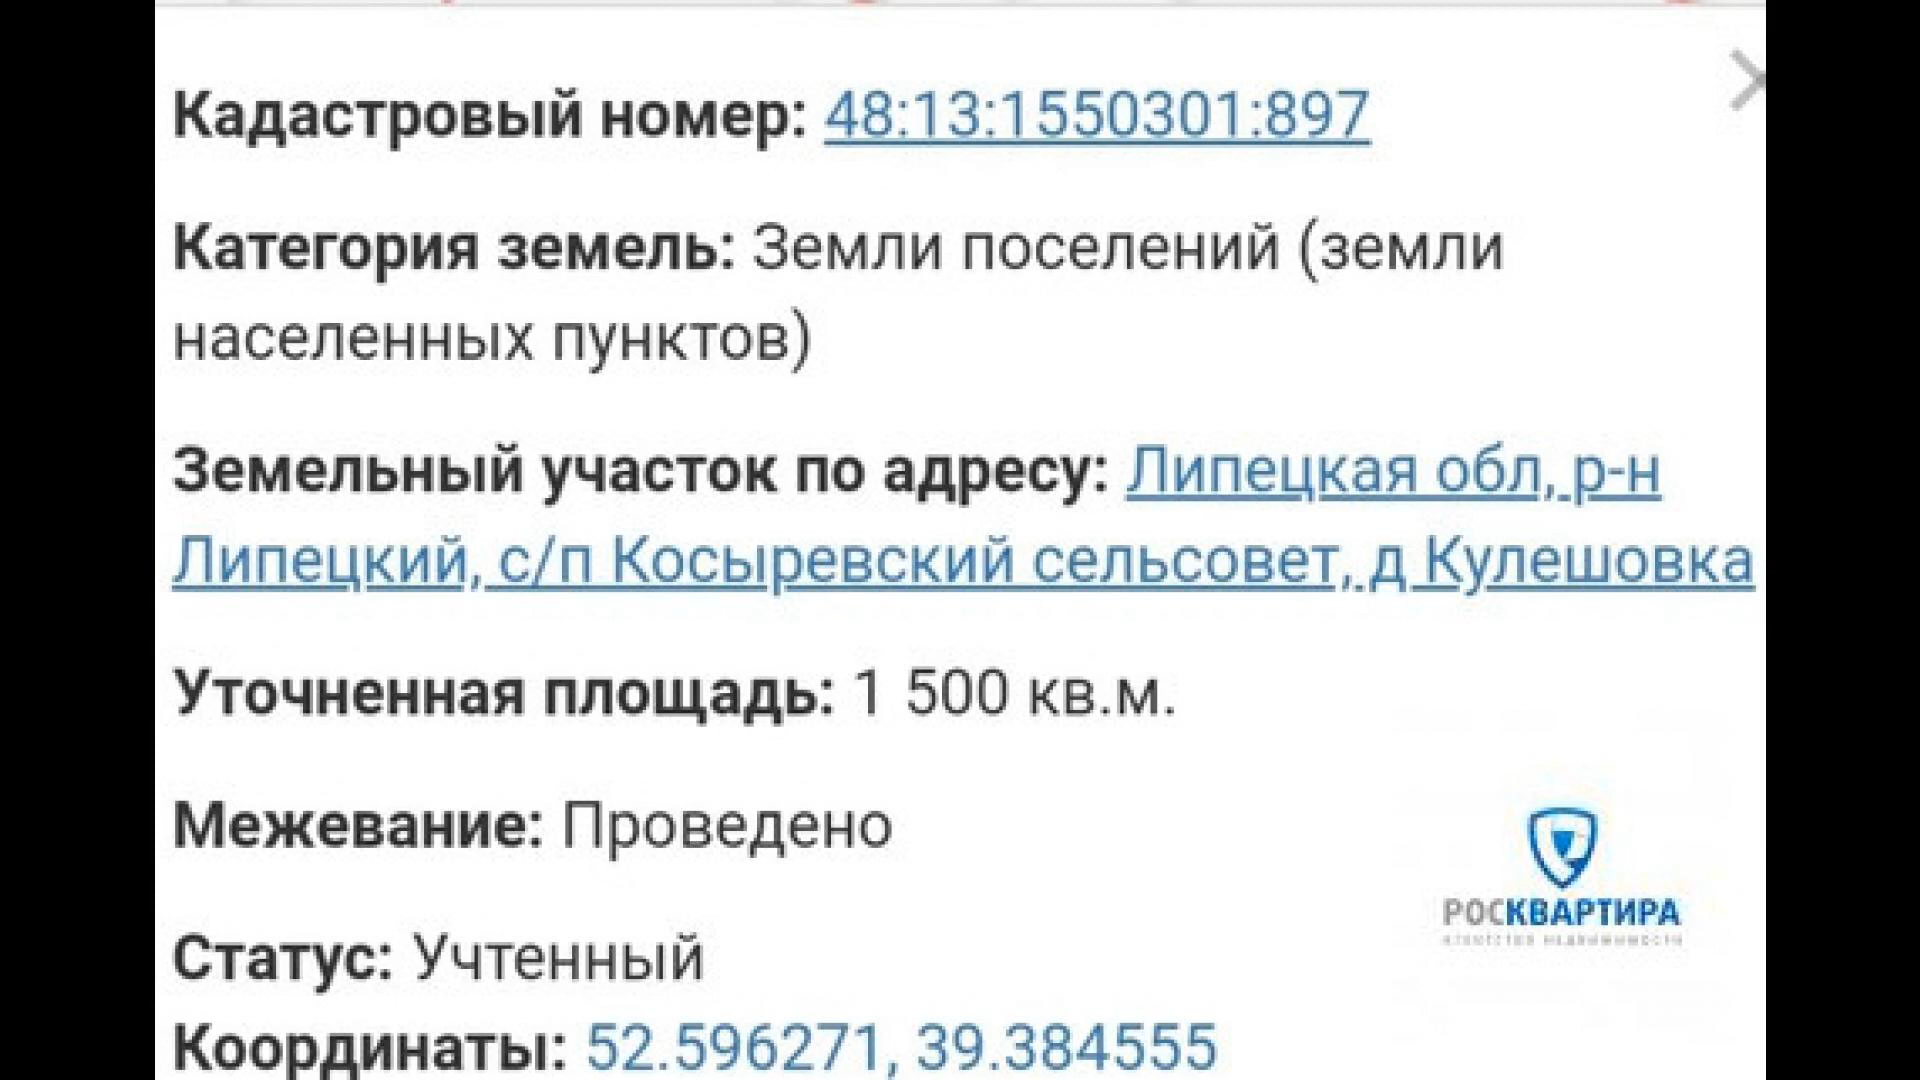 Кадастровый номер: 48:13:1550301:897
Категория земель: Земли поселений (земли
населенных пунктов)
Земельный участок по адресу: Липецкая обл, р-н
Липецкий, с/п Косыревский сельсовет, д Кулешовка
Уточненная площадь: 1 500 кв.м.
Межевание: Проведено
РОСКВАРТИРА
АГЕНТСТВО НЕДВИЖИМОСТИ
Статус: Учтенный
Координаты: 52.596271, 39.384555